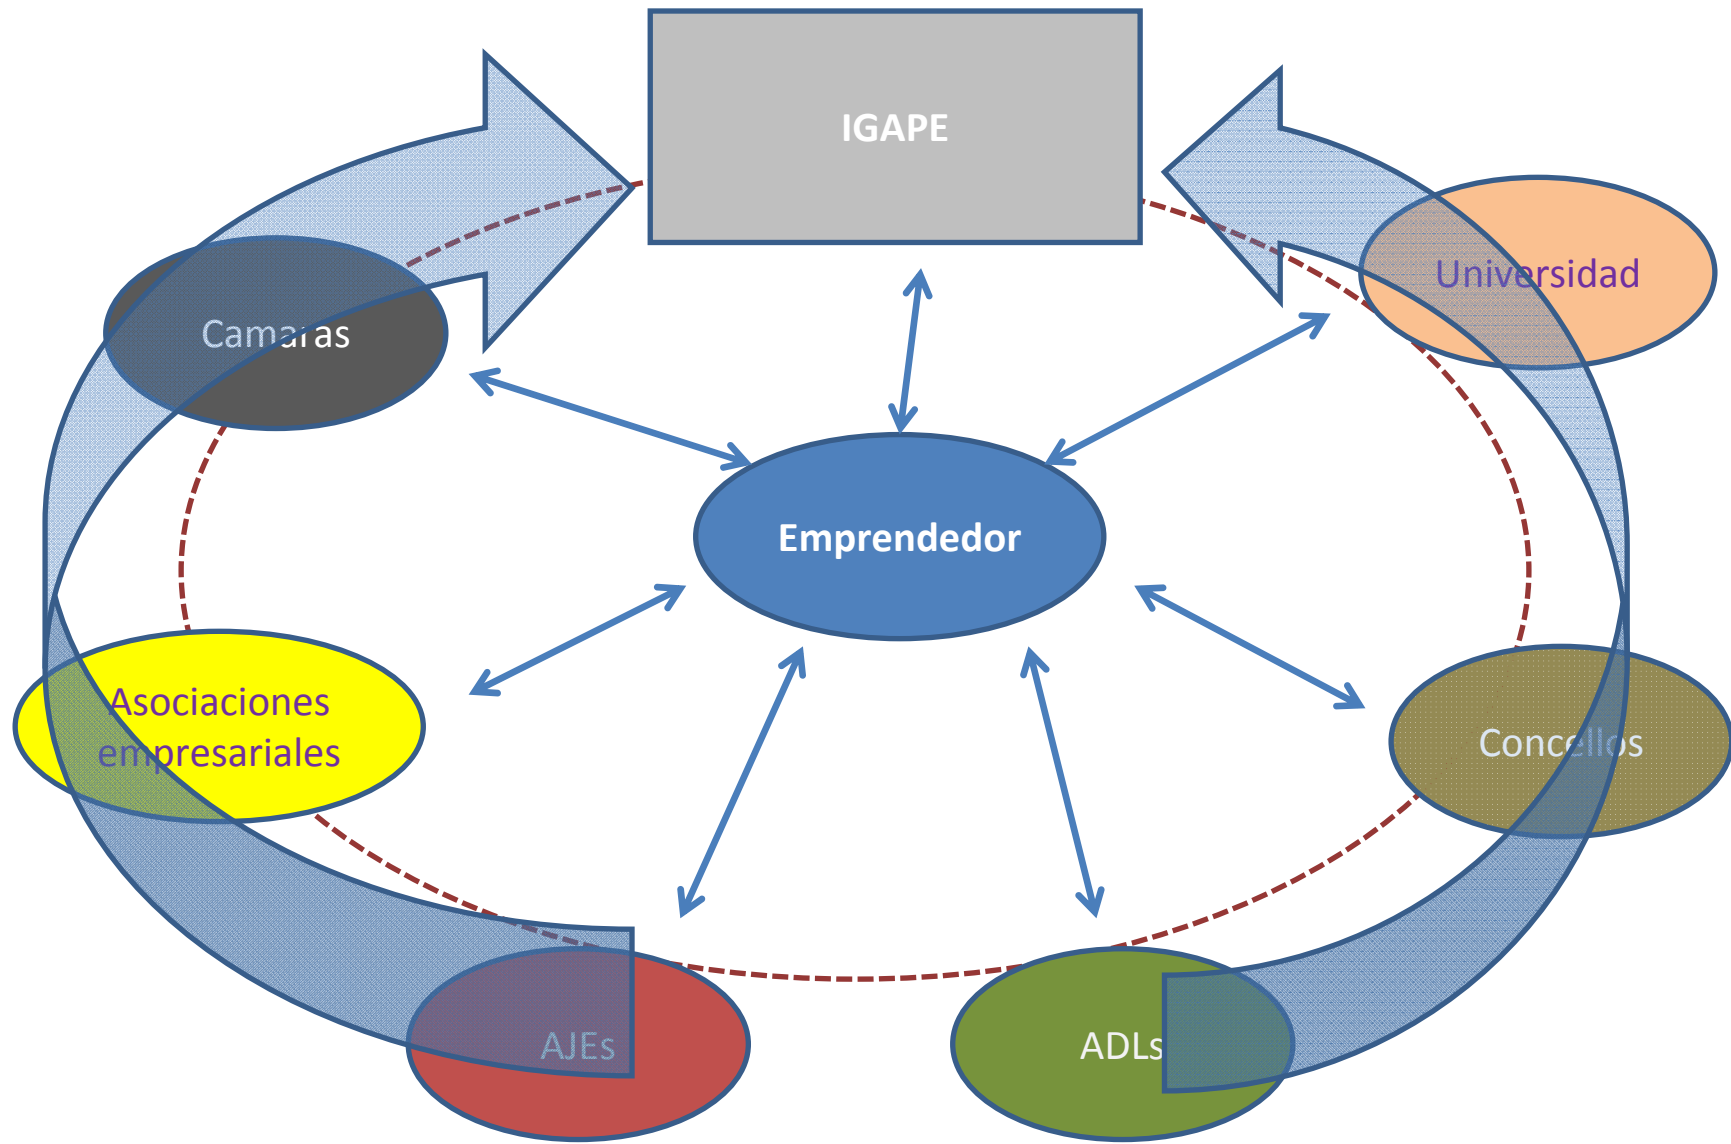 IGAPE
Universidad
Camaras
Emprendedor
Asociaciones
empresariales
Concellos
AJEs
ADLs